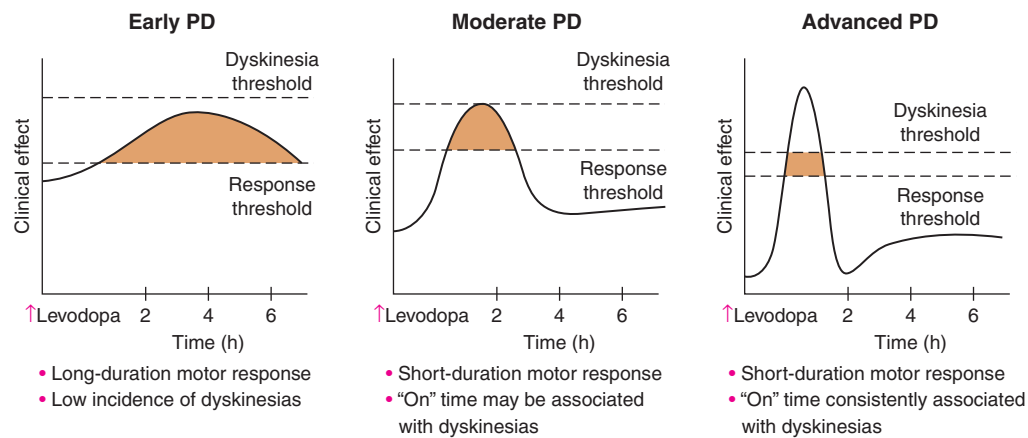 Early PD
Dyskinesia
threshold
Response
threshold
Clinical effect
↑Levodopa 2 4 6
Time (h)
• Long-duration motor response
• Low incidence of dyskinesias
Moderate PD
Dyskinesia
threshold
Response
threshold
Clinical effect
↑Levodopa 2 4 6
Time (h)
• Short-duration motor response
• “On” time may be associated
with dyskinesias
Advanced PD
Dyskinesia
threshold
Response
threshold
Clinical effect
↑Levodopa 2 4 6
Time (h)
• Short-duration motor response
• “On” time consistently associated
with dyskinesias